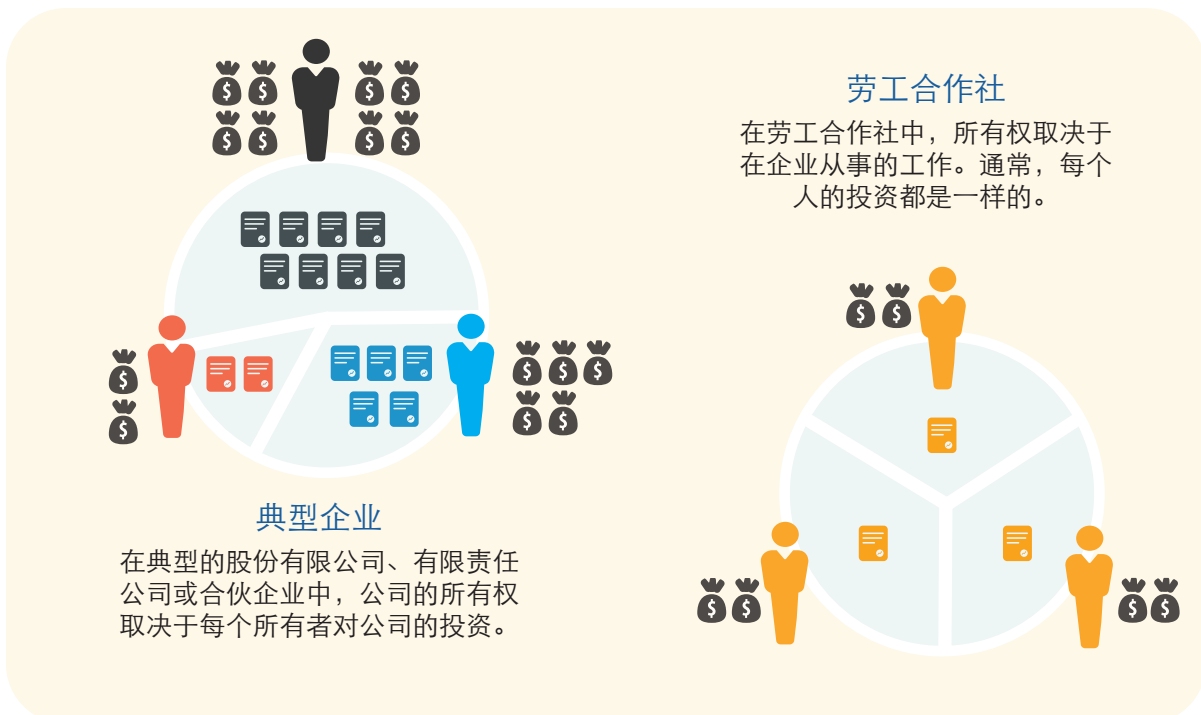 典型企业
在典型的股份有限公司、有限责任
公司或合伙企业中，公司的所有权
取决于每个所有者对公司的投资。
劳工合作社
在劳工合作社中，所有权取决于
在企业从事的工作。通常，每个
人的投资都是一样的。